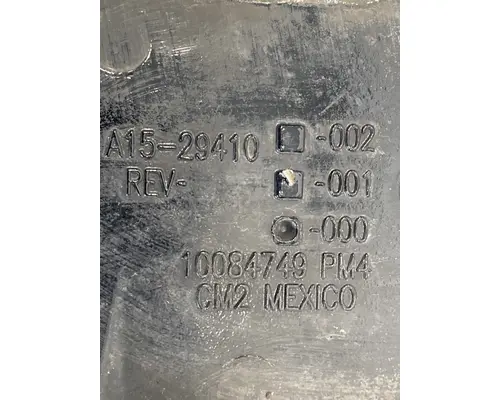 A15-29410 -002
REV- -001
-000
10084749 PM4
CM2 MEXICO